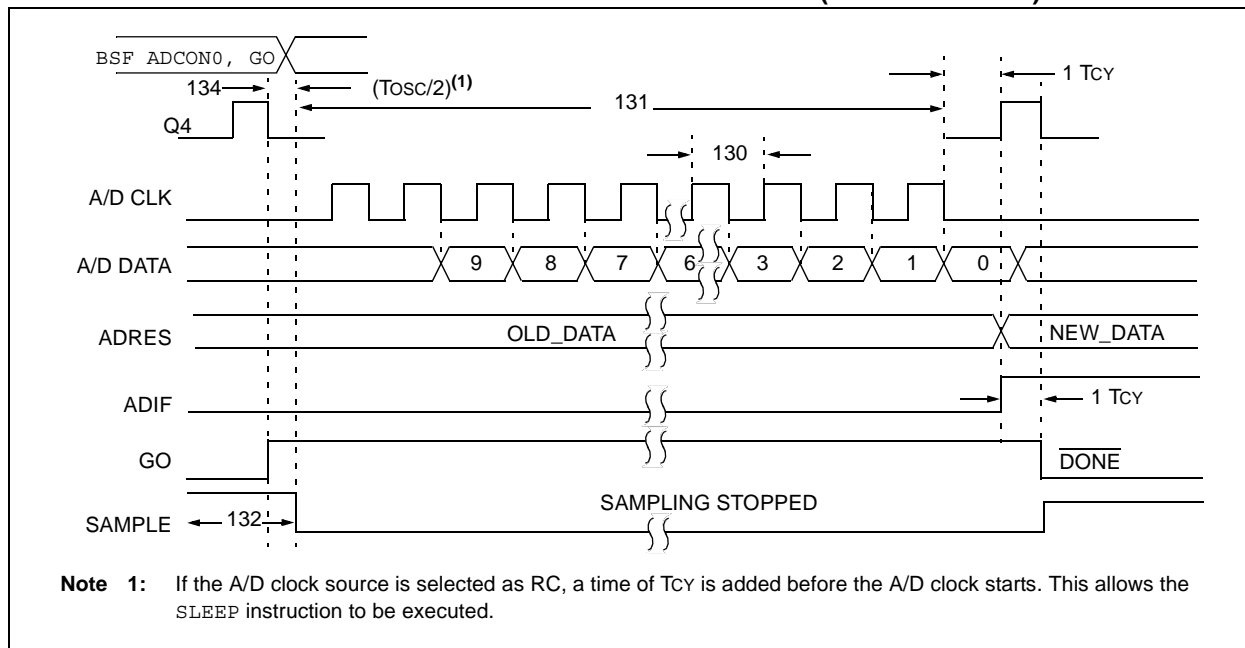 BSF ADCON0, GO
134
(TOSC/2)(1)
131
1 TCY
Q4
130
A/D CLK
A/D DATA
9
8
7
6
3
2
1
0
ADRES
OLD_DATA
NEW_DATA
ADIF
1 TCY
GO
DONE
SAMPLING STOPPED
SAMPLE
132
Note 1: If the A/D clock source is selected as RC, a time of TCY is added before the A/D clock starts. This allows the
SLEEP instruction to be executed.